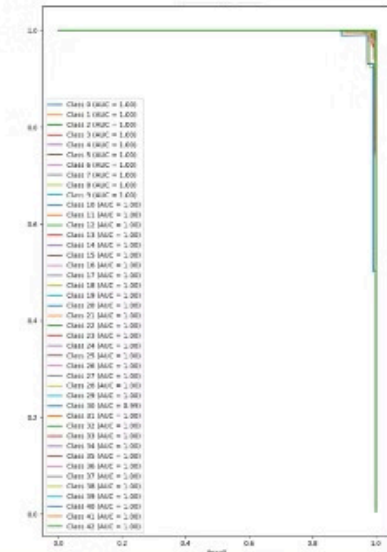 1.0
0.8
0.6
0.4
0.2
0.0
Class 0 (AUC = 1.00)
Class 1 (AUC = 1.00)
Class 2 (AUC = 1.00)
Class 3 (AUC = 1.00)
Class 4 (AUC = 1.00)
Class 5 (AUC = 1.00)
Class 6 (AUC = 1.00)
Class 7 (AUC = 1.00)
Class 8 (AUC = 1.00)
Class 9 (AUC = 1.00)
Class 10 (AUC = 1.00)
Class 11 (AUC = 1.00)
Class 12 (AUC = 1.00)
Class 13 (AUC = 1.00)
Class 14 (AUC = 1.00)
Class 15 (AUC = 1.00)
Class 16 (AUC = 1.00)
Class 17 (AUC = 1.00)
Class 18 (AUC = 1.00)
Class 19 (AUC = 1.00)
Class 20 (AUC = 1.00)
Class 21 (AUC = 1.00)
Class 22 (AUC = 1.00)
Class 23 (AUC = 1.00)
Class 24 (AUC = 1.00)
Class 25 (AUC = 1.00)
Class 26 (AUC = 1.00)
Class 27 (AUC = 1.00)
Class 28 (AUC = 1.00)
Class 29 (AUC = 1.00)
Class 30 (AUC = 0.99)
Class 31 (AUC = 1.00)
Class 32 (AUC = 1.00)
Class 33 (AUC = 1.00)
Class 34 (AUC = 1.00)
Class 35 (AUC = 1.00)
Class 36 (AUC = 1.00)
Class 37 (AUC = 1.00)
Class 38 (AUC = 1.00)
Class 39 (AUC = 1.00)
Class 40 (AUC = 1.00)
Class 41 (AUC = 1.00)
Class 42 (AUC = 1.00)
0.0 0.2 0.4 0.6 0.8 1.0